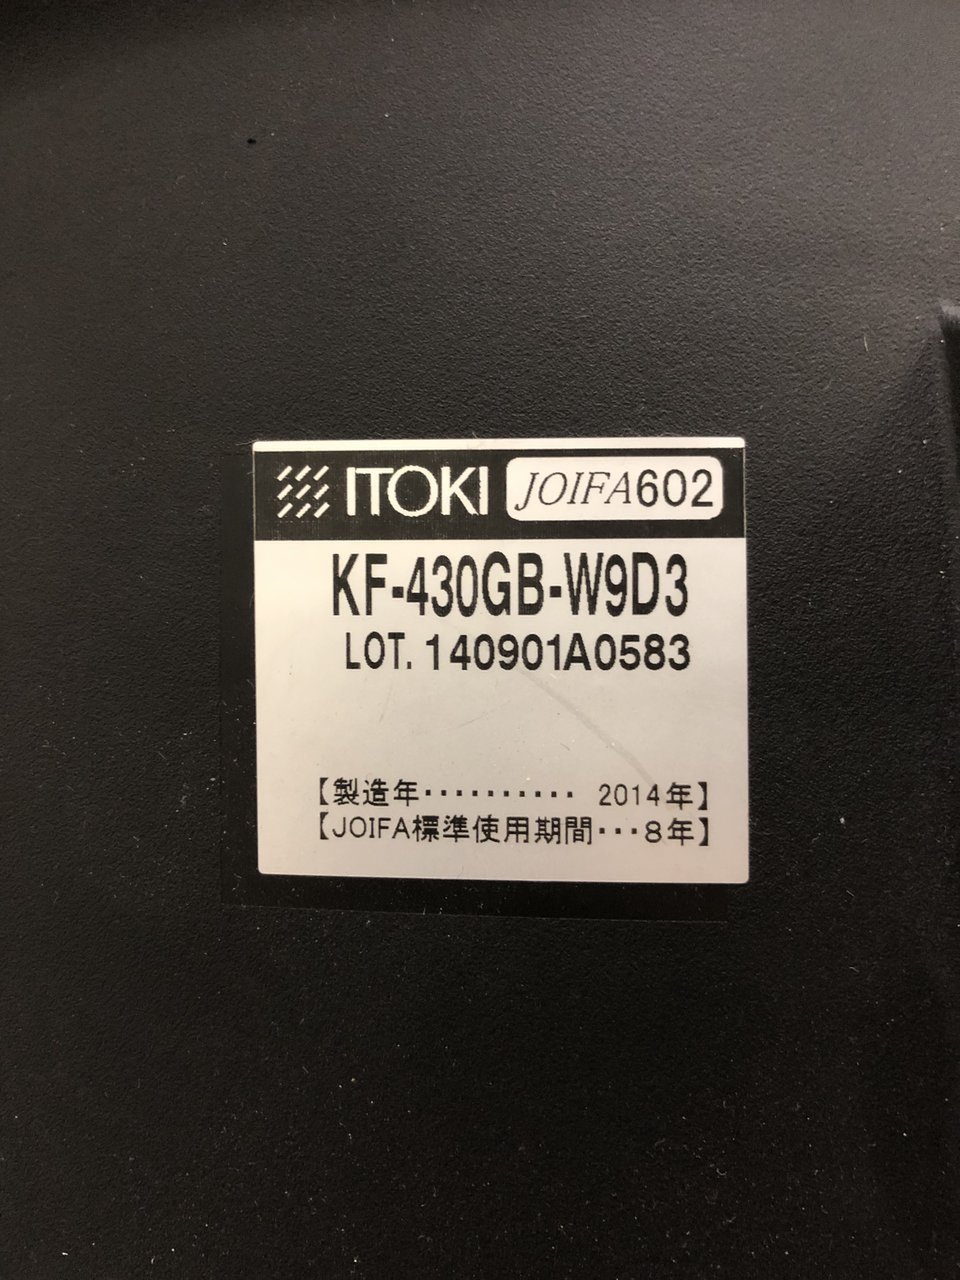 ITOKI JOIFA602
KF-430GB-W9D3
LOT. 140901A0583
【製造年·········· 2014年】
【JOIFA標準使用期間···8年】